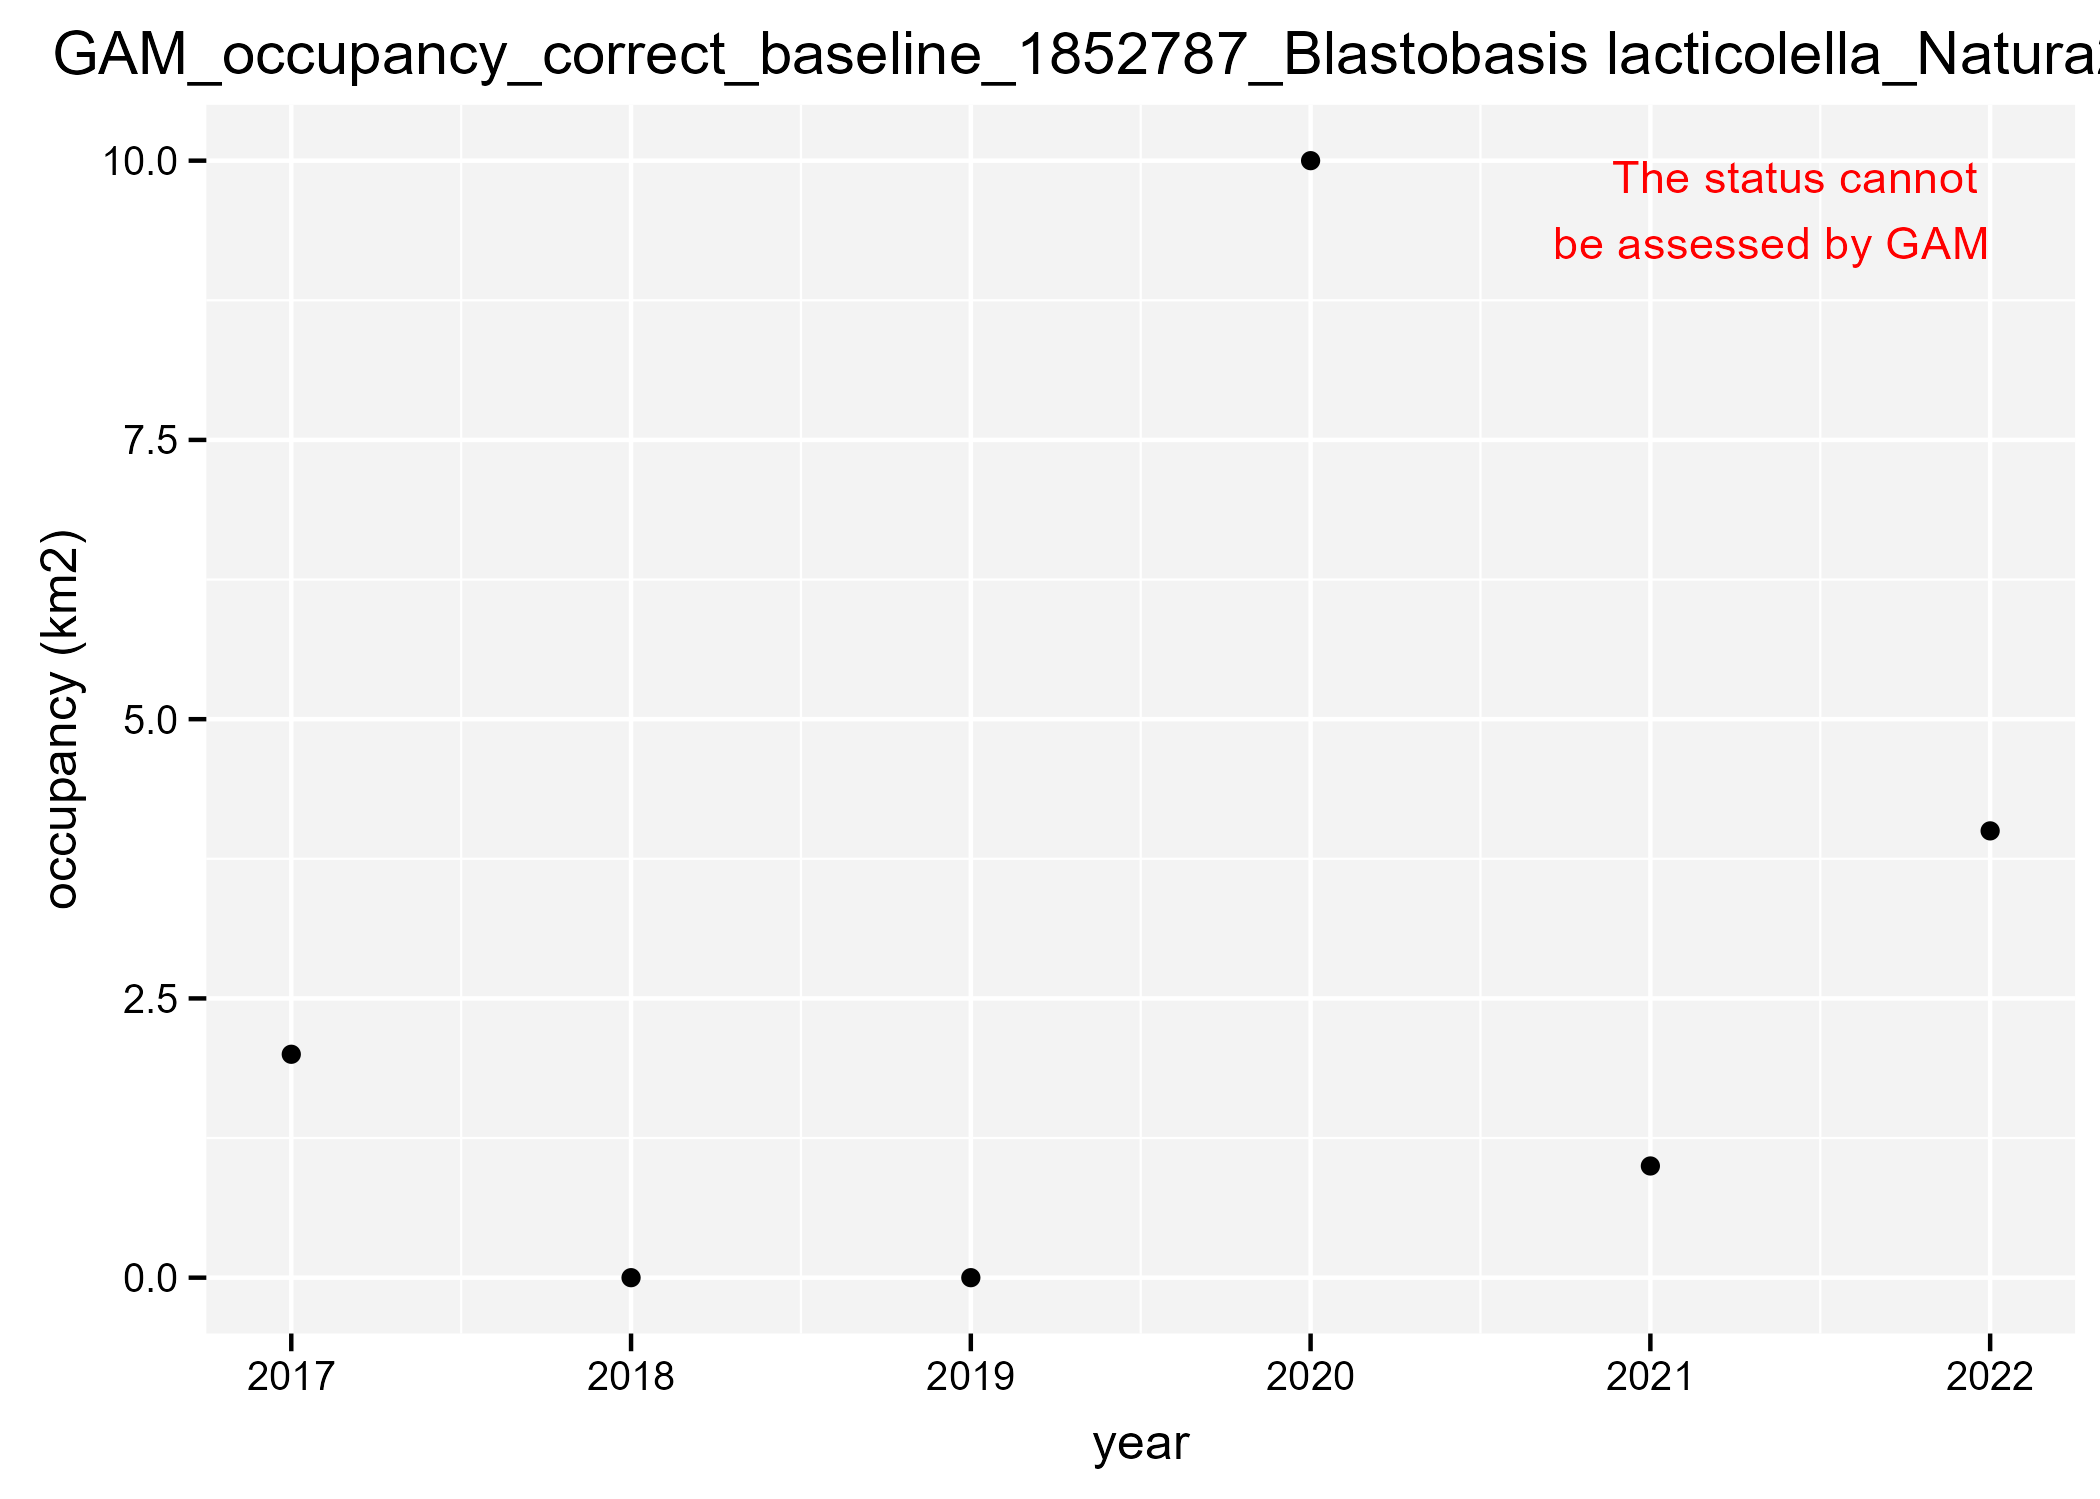 GAM_occupancy_correct_baseline_1852787_Blastobasis lacticolella_Natura
10.0
The status cannot
be assessed by GAM
7.5
5.0
2.5
0.0
occupancy (km2)
2017 2018 2019 2020 2021 2022
year